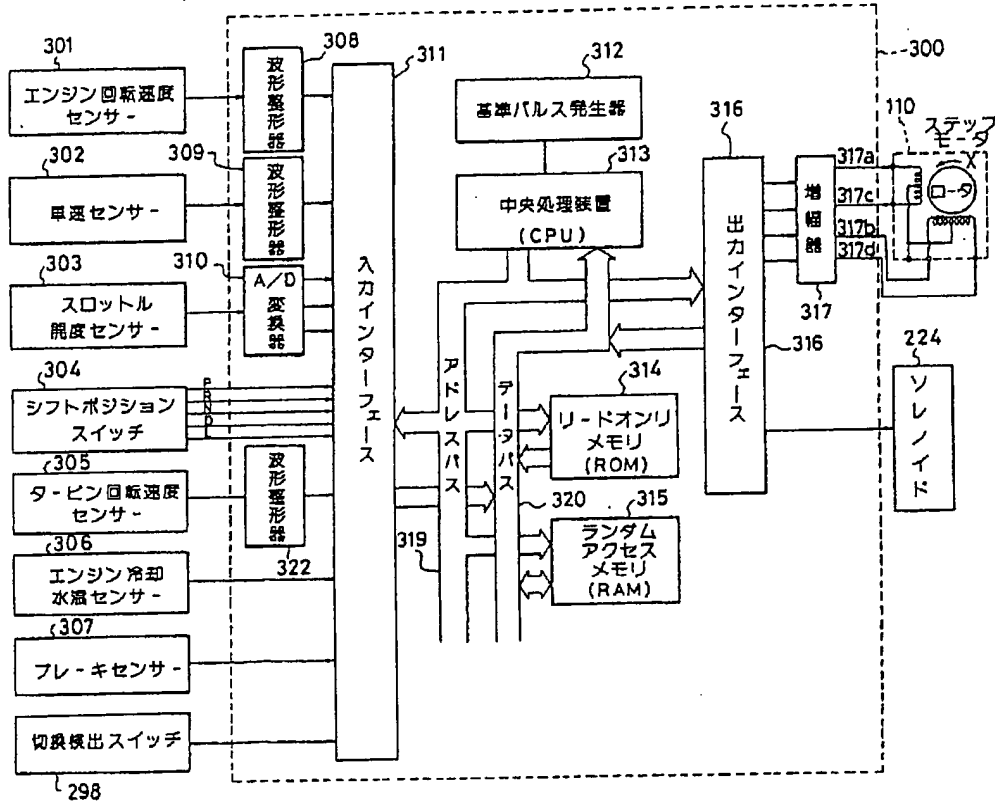 301
エンジン回転速度
センサー
302
車速センサー
303
スロットル
開度センサー
304
シフトポジション
スイッチ
305
タービン回転速度
センサー
306
エンジン冷却
水温センサー
307
ブレーキセンサー
切換検出スイッチ
298
308
波形整形器
309
波形整形器
310
A/D
変換器
P
R
N
D
L
波形整形器
322
311
入力インターフェース
312
基準パルス発生器
313
中央処理装置
(CPU)
アドレスバス
319
データバス
320
314
リードオンリ
メモリ
(ROM)
315
ランダム
アクセス
メモリ
(RAM)
316
出力インターフェース
316
増幅器
317
317a
317c
317b
317d
300
110
ステップ
モータ
X
ロータ
224
ソレノイド